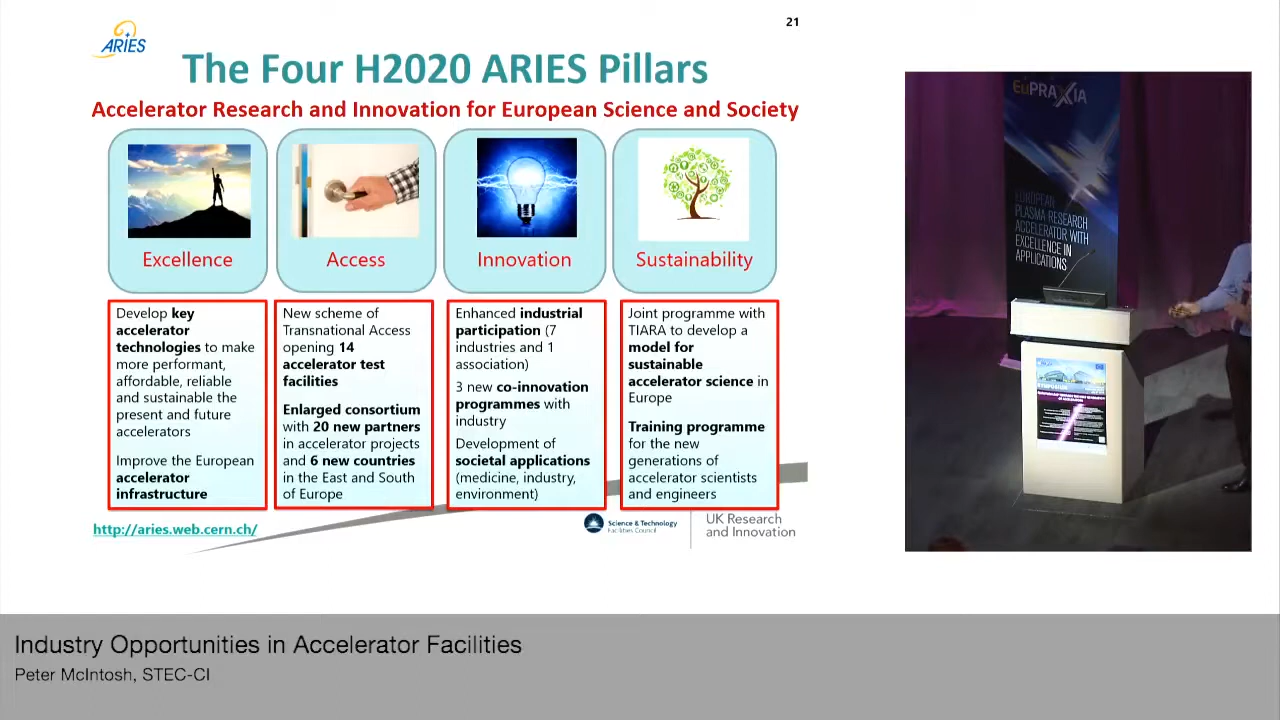 21
ARIES
The Four H2020 ARIES Pillars
Accelerator Research and Innovation for European Science and Society
Excellence
Access
Innovation
Sustainability
Develop key
accelerator
technologies to make
more performant,
affordable, reliable
and sustainable the
present and future
accelerators
Improve the European
accelerator
infrastructure
New scheme of
Transnational Access
opening 14
accelerator test
facilities
Enlarged consortium
with 20 new partners
in accelerator projects
and 6 new countries
in the East and South
of Europe
Enhanced industrial
participation (7
industries and 1
association)
3 new co-innovation
programmes with
industry
Development of
societal applications
(medicine, industry,
environment)
Joint programme with
TIARA to develop a
model for
sustainable
accelerator science in
Europe
Training programme
for the new
generations of
accelerator scientists
and engineers
http://aries.web.cern.ch/
Science & Technology
Facilities Council
UK Research
and Innovation
EuPRAXIA
EUROPEAN
PLASMA RESEARCH
ACCELERATOR WITH
EXCELLENCE IN
APPLICATIONS
SYMPOSIUM
Industry Opportunities in Accelerator Facilities
Peter McIntosh, STEC-CI